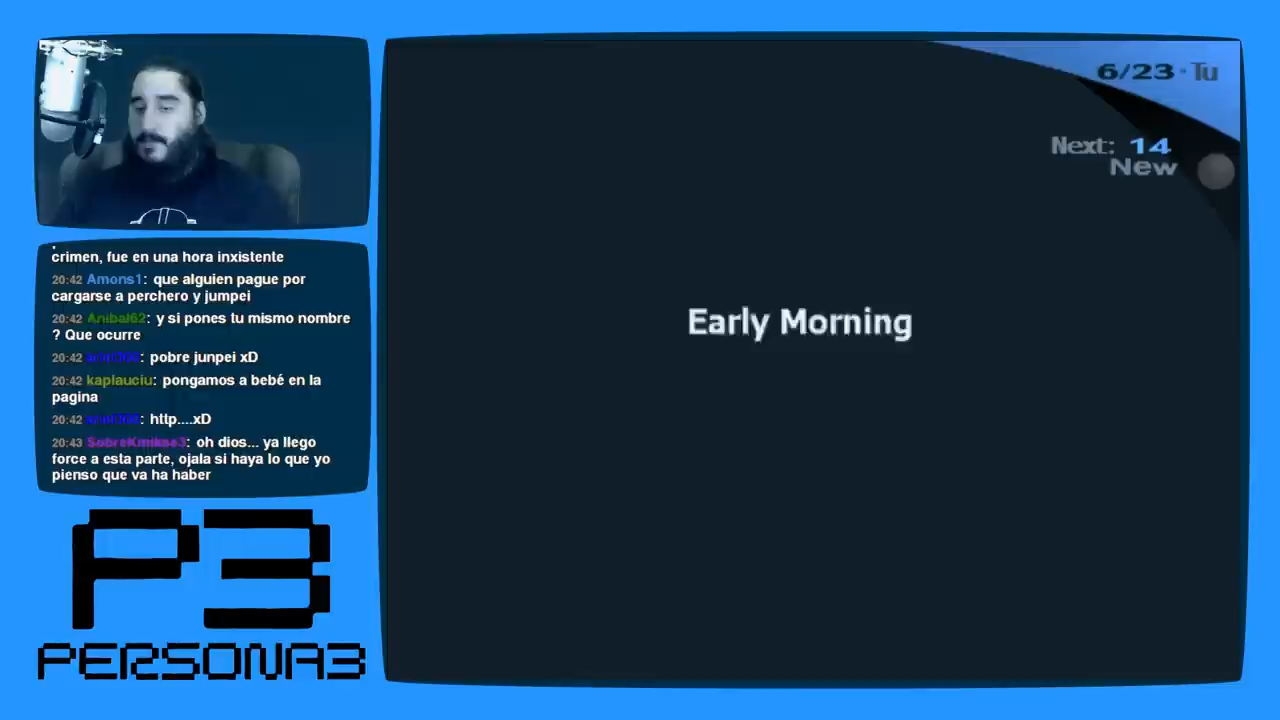 6/23 · Tu
Next: 14
New
Early Morning
crimen, fue en una hora inxistente
20:42 Amons1: que alguien pague por
cargarse a perchero y jumpei
20:42 Anibal62: y si pones tu mismo nombre
? Que ocurre
20:42 : pobre junpei xD
20:42 kaplauciu: pongamos a bebé en la
pagina
20:42 : http....xD
20:43 SobreKmikse3: oh dios... ya llego
force a esta parte, ojala si haya lo que yo
pienso que va ha haber
P3
PERSONA3